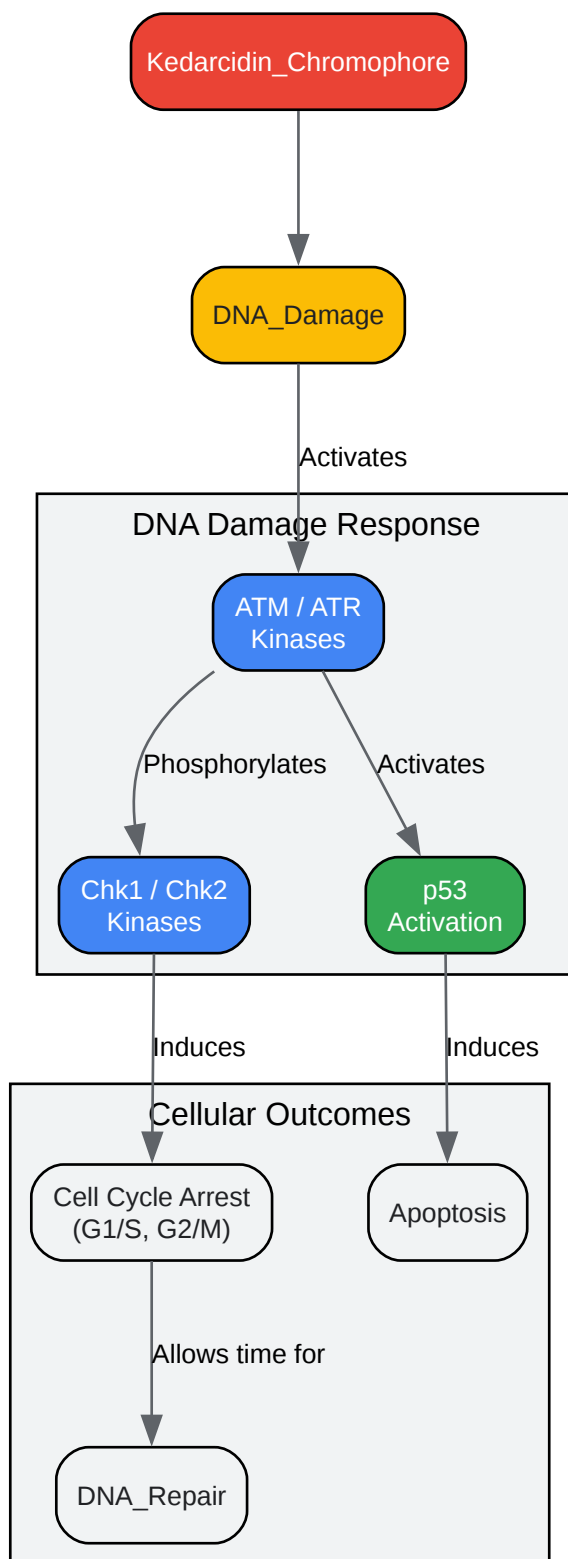 Kedarcidin_Chromophore
DNA_Damage
Activates
DNA Damage Response
ATM / ATR
Kinases
Phosphorylates
Activates
Chk1 / Chk2
Kinases
p53
Activation
Induces
Induces
Cellular Outcomes
Cell Cycle Arrest
(G1/S, G2/M)
Apoptosis
Allows time for
DNA_Repair